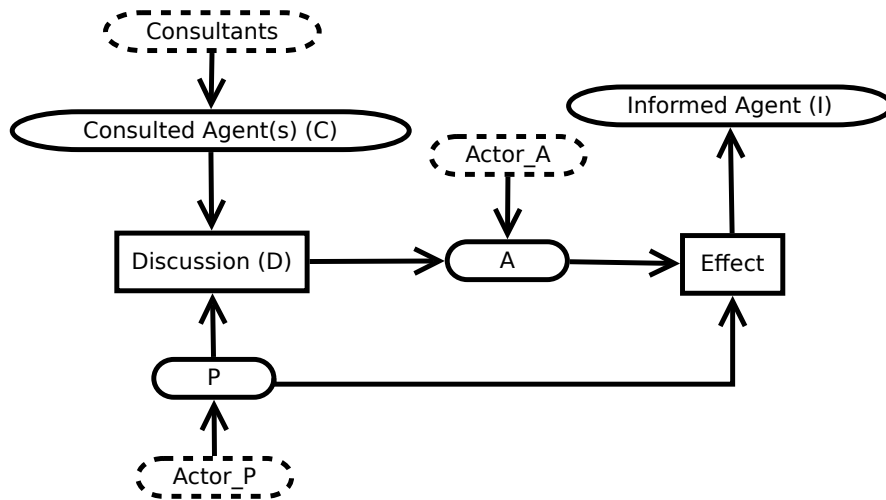 Consultants
Consulted Agent(s) (C)
Informed Agent (I)
Actor_A
Discussion (D)
A
Effect
P
Actor_P